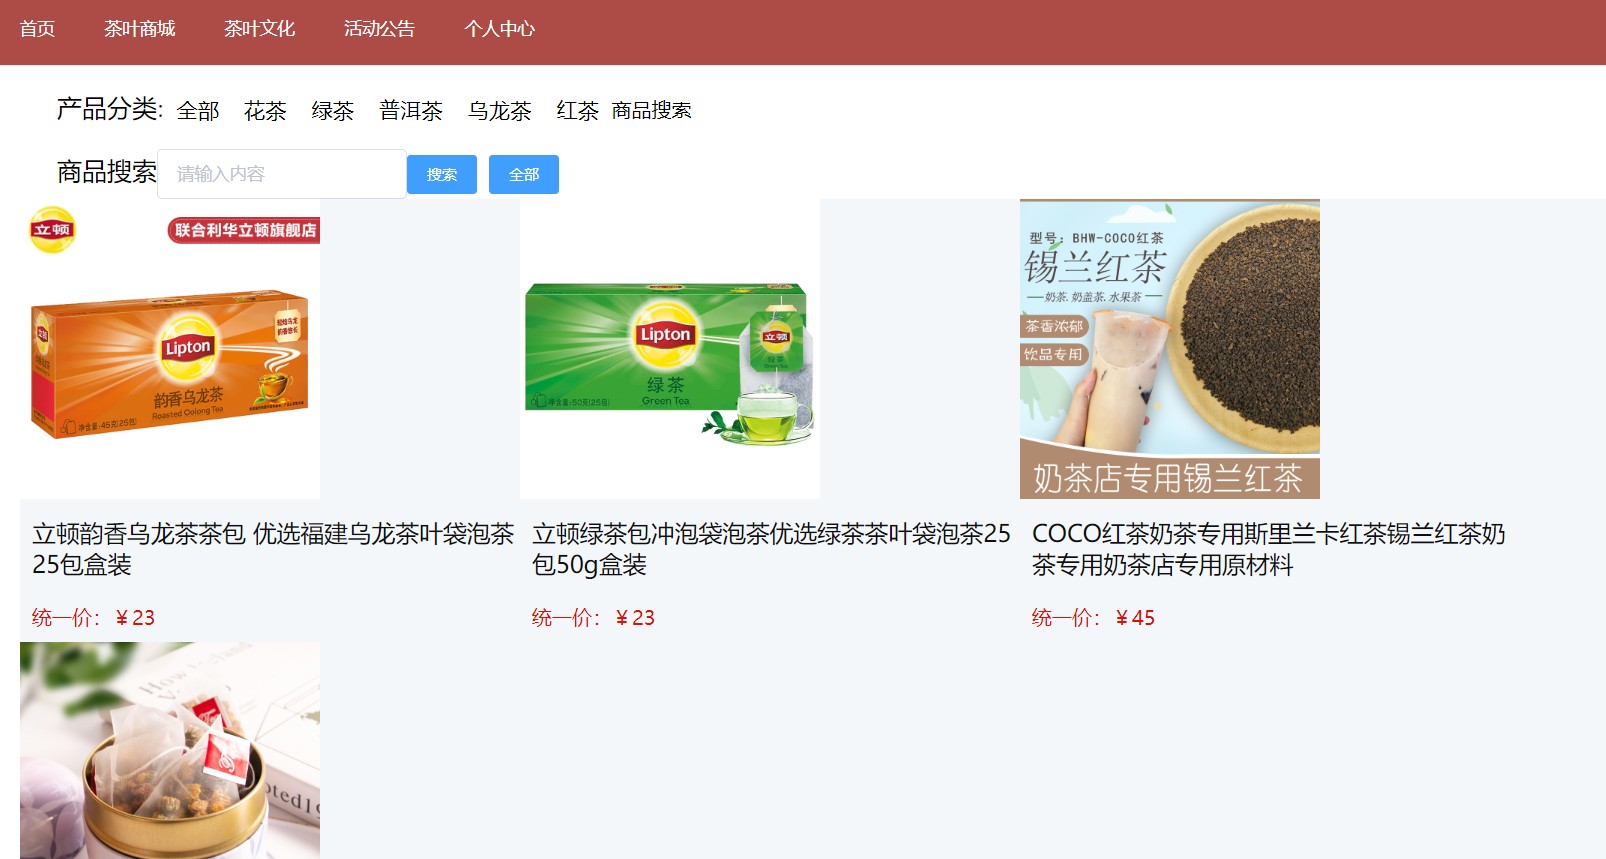 首页 茶叶商城 茶叶文化 活动公告 个人中心
产品分类: 全部 花茶 绿茶 普洱茶 乌龙茶 红茶 商品搜索
商品搜索 请输入内容 搜索 全部
立顿
联合利华立顿旗舰店
立顿
Lipton
韵香乌龙茶
Roasted Oolong Tea
净含量:45克(25包)
Lipton
立顿
绿茶
Green Tea
净含量:50克(25包)
型号：BHW-COCO红茶
锡兰红茶
奶茶.奶盖茶.水果茶
茶香浓郁
饮品专用
奶茶店专用锡兰红茶
立顿韵香乌龙茶茶包 优选福建乌龙茶叶袋泡茶
25包盒装
统一价：￥23
立顿绿茶包冲泡袋泡茶优选绿茶茶叶袋泡茶25
包50g盒装
统一价：￥23
COCO红茶奶茶专用斯里兰卡红茶锡兰红茶奶
茶专用奶茶店专用原材料
统一价：￥45